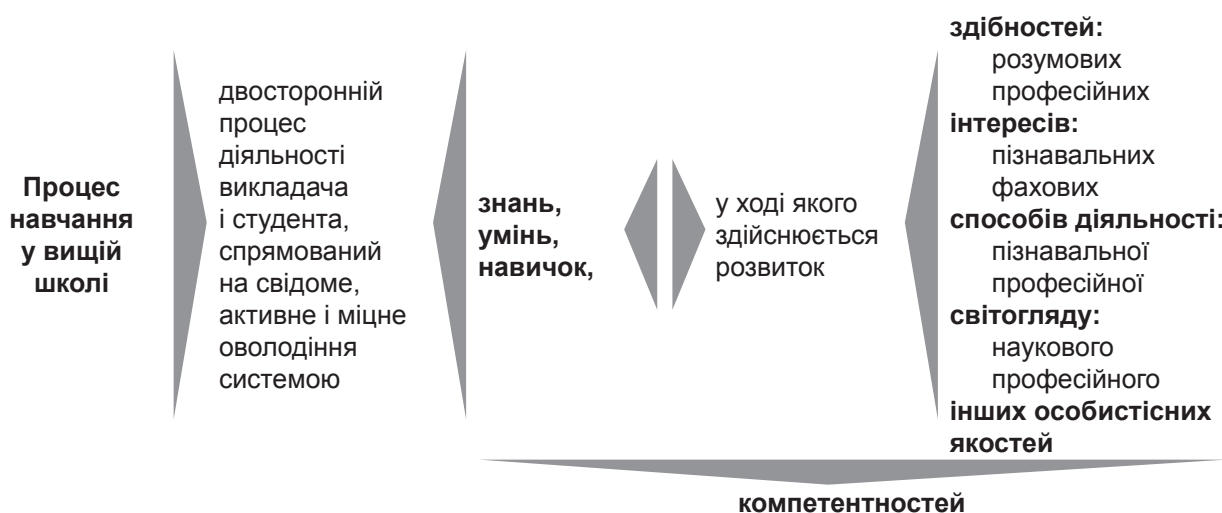 Процес
навчання
у вищій
школі
двосторонній
процес
діяльності
викладача
і студента,
спрямований
на свідоме,
активне і міцне
оволодіння
системою
знань,
умінь,
навичок,
у ході якого
здійснюється
розвиток
здібностей:
розумових
професійних
інтересів:
пізнавальних
фахових
способів діяльності:
пізнавальної
професійної
світогляду:
наукового
професійного
інших особистісних
якостей
компетентностей